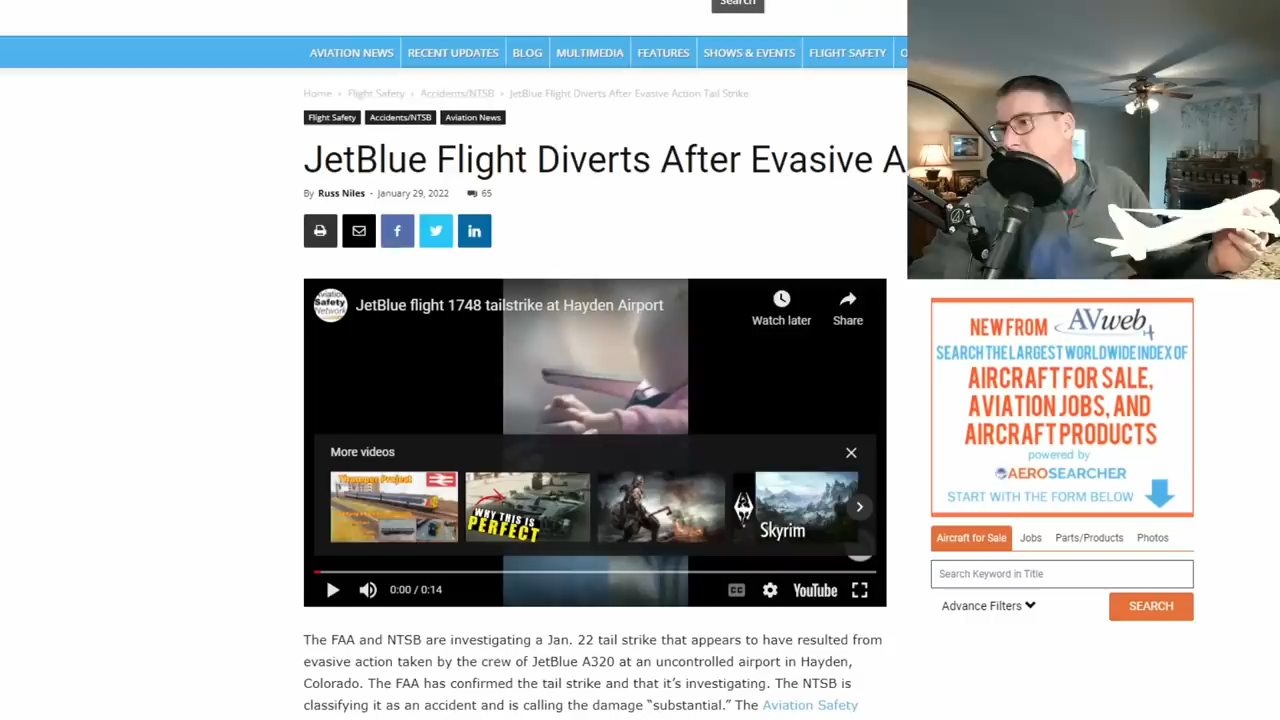 Search
AVIATION NEWS RECENT UPDATES BLOG MULTIMEDIA FEATURES SHOWS & EVENTS FLIGHT SAFETY
Home › Flight Safety › Accidents/NTSB › JetBlue Flight Diverts After Evasive Action Tail Strike
Flight Safety Accidents/NTSB Aviation News
JetBlue Flight Diverts After Evasive A
By Russ Niles - January 29, 2022 65
Aviation
Safety
Network
JetBlue flight 1748 tailstrike at Hayden Airport
Watch later Share
More videos
Thameslink Project
WHY THIS IS
PERFECT
Skyrim
0:00 / 0:14
CC
YouTube
The FAA and NTSB are investigating a Jan. 22 tail strike that appears to have resulted from
evasive action taken by the crew of JetBlue A320 at an uncontrolled airport in Hayden,
Colorado. The FAA has confirmed the tail strike and that it's investigating. The NTSB is
classifying it as an accident and is calling the damage “substantial.” The Aviation Safety
NEW FROM AVweb
SEARCH THE LARGEST WORLDWIDE INDEX OF
AIRCRAFT FOR SALE,
AVIATION JOBS, AND
AIRCRAFT PRODUCTS
powered by
AEROSEARCHER
START WITH THE FORM BELOW
Aircraft for Sale Jobs Parts/Products Photos
Search Keyword in Title
Advance Filters
SEARCH